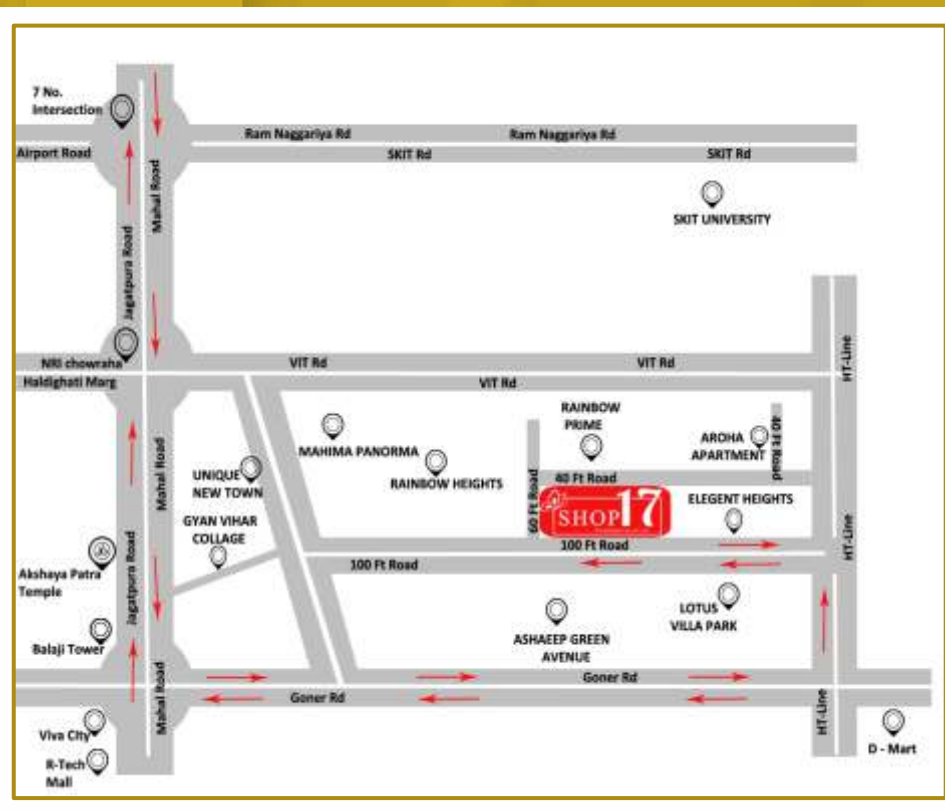 7 No.
Intersection
Airport Road
Mahal Road
Jagatpura Road
Ram Naggariya Rd
Ram Naggariya Rd
SKIT Rd
SKIT Rd
SKIT UNIVERSITY
NRI chowraha
Haldighati Marg
VIT Rd
VIT Rd
VIT Rd
HT-Line
MAHIMA PANORMA
RAINBOW HEIGHTS
RAINBOW
PRIME
AROHA
APARTMENT
40 Ft Road
40 Ft Road
60 Ft Road
SHOP 17
ELEGENT HEIGHTS
UNIQUE
NEW TOWN
GYAN VIHAR
COLLAGE
Mahal Road
Jagatpura Road
100 Ft Road
100 Ft Road
HT-Line
Akshaya Patra
Temple
Balaji Tower
LOTUS
VILLA PARK
ASHAEEP GREEN
AVENUE
Mahal Road
Goner Rd
Goner Rd
HT-Line
Viva City
R-Tech
Mall
D - Mart